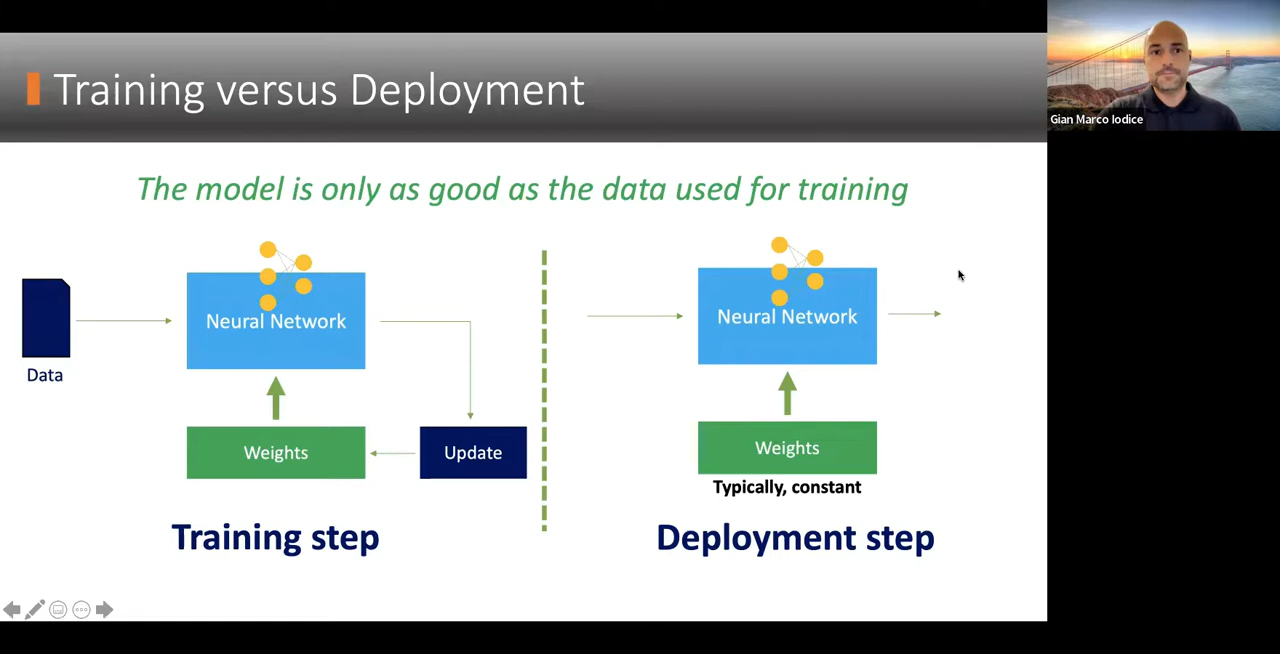 Training versus Deployment
Gian Marco Iodice
The model is only as good as the data used for training
Neural Network
Data
Weights
Update
Training step
Neural Network
Weights
Typically, constant
Deployment step